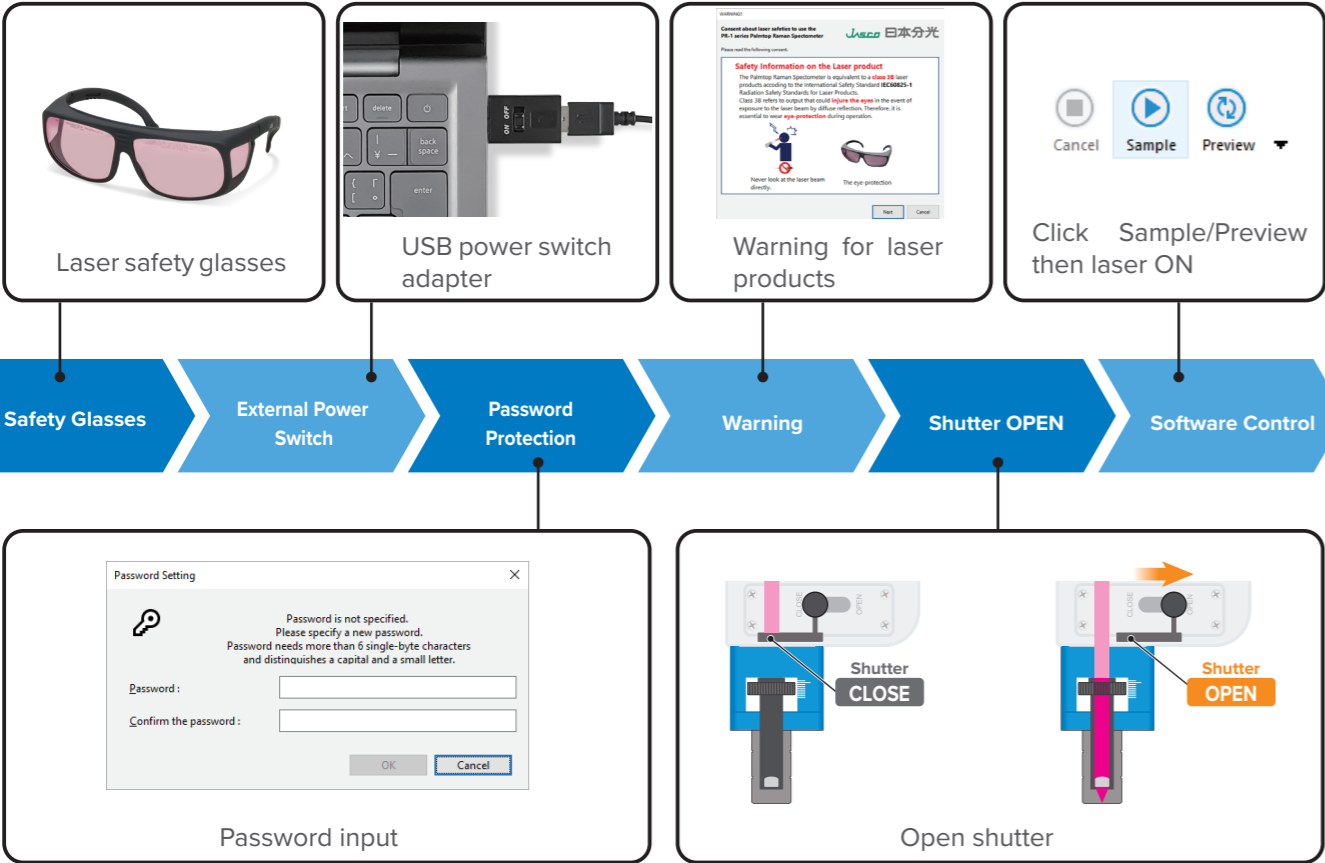 Laser safety glasses
rt
delete
¥ —
back
space
{ 「
[ °
enter
ON OFF
USB power switch
adapter
WARNING!!
Consent about laser safeties to use the
PR-1 series Palmtop Raman Spectometer
Jasco 日本分光
Please read the following consent.
Safety Information on the Laser product
The Palmtop Raman Spectrometer is equivalent to a class 3B laser
products accoding to the International Safety Standard IEC60825-1
Radiation Safety Standards for Laser Products.
Class 3B refers to output that could injure the eyes in the event of
exposure to the laser beam by diffuse reflection. Therefore, it is
essential to wear eye-protection during operation.
Never look at the laser beam
directly.
The eye-protection
Next Cancel
Warning for laser
products
Cancel Sample Preview
Click Sample/Preview
then laser ON
Safety Glasses
External Power
Switch
Password
Protection
Warning
Shutter OPEN
Software Control
Password Setting
Password is not specified.
Please specify a new password.
Password needs more than 6 single-byte characters
and distinguishes a capital and a small letter.
Password :
Confirm the password :
OK Cancel
Password input
CLOSE OPEN
Shutter
CLOSE
CLOSE OPEN
Shutter
OPEN
Open shutter